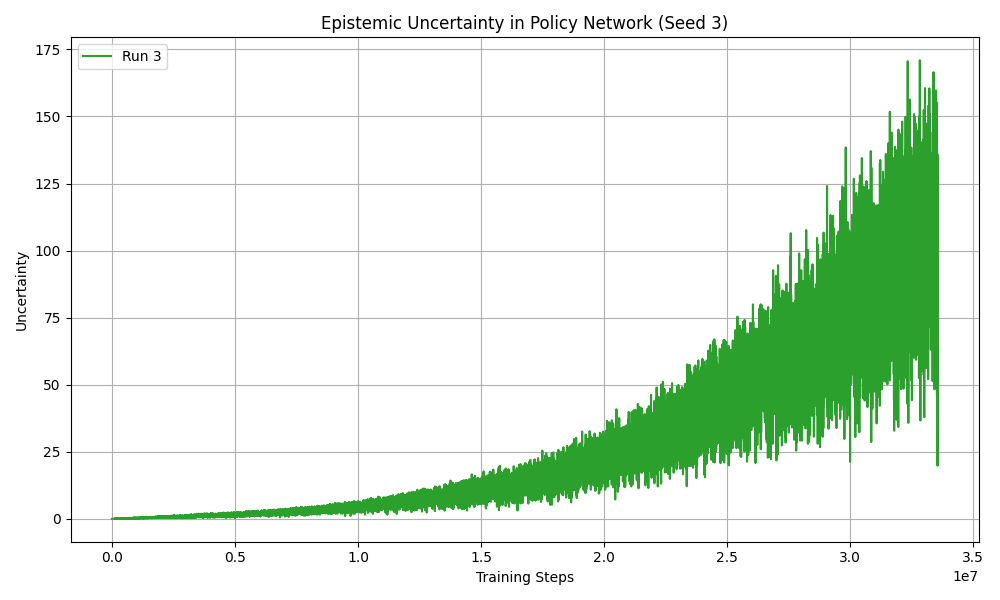 Epistemic Uncertainty in Policy Network (Seed 3)
Run 3
175
150
125
100
75
50
25
0
Uncertainty
0.0 0.5 1.0 1.5 2.0 2.5 3.0 3.5
1e7
Training Steps